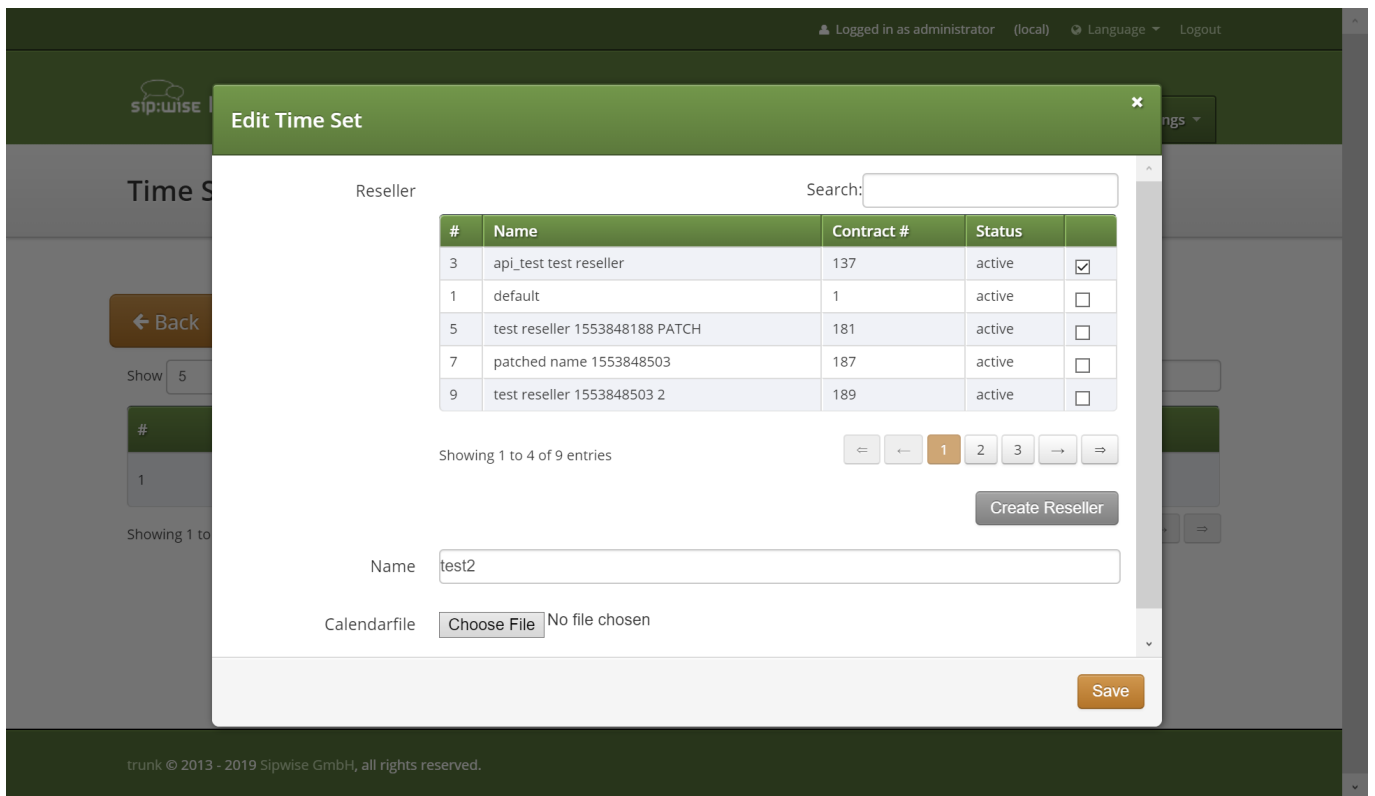 Logged in as administrator (local) Language Logout
sip:wise
Edit Time Set
ngs
Time S
Reseller
Search:
# Name Contract # Status
3 api_test test reseller 137 active
1 default 1 active
5 test reseller 1553848188 PATCH 181 active
7 patched name 1553848503 187 active
9 test reseller 1553848503 2 189 active
Back
Show 5
#
1
Showing 1 to
Showing 1 to 4 of 9 entries
⇐ ← 1 2 3 → ⇒
Create Reseller
⇒
Name test2
Calendarfile Choose File No file chosen
Save
trunk © 2013 - 2019 Sipwise GmbH, all rights reserved.